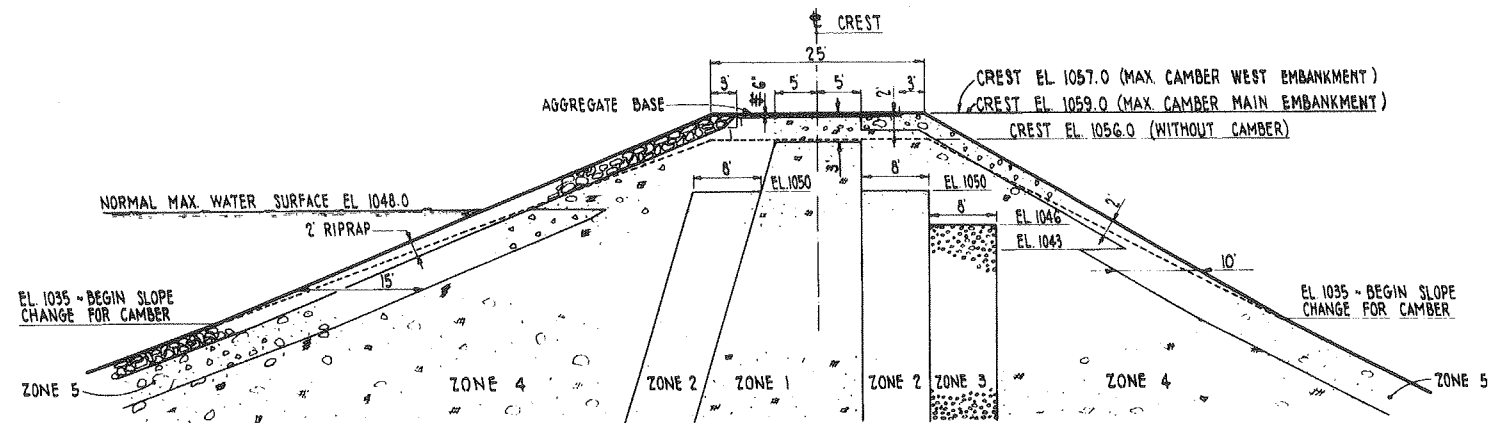 ℄ CREST
25'
3'
6"
5'
5'
2'
3'
CREST EL. 1057.0 (MAX. CAMBER WEST EMBANKMENT)
AGGREGATE BASE
CREST EL. 1059.0 (MAX. CAMBER MAIN EMBANKMENT)
CREST EL. 1056.0 (WITHOUT CAMBER)
3'
8'
8'
EL.1050
EL.1050
NORMAL MAX. WATER SURFACE EL 1048.0
8'
EL. 1046
2'
2' RIPRAP
EL. 1043
10'
15'
EL. 1035 ~ BEGIN SLOPE
CHANGE FOR CAMBER
EL. 1035 ~ BEGIN SLOPE
CHANGE FOR CAMBER
ZONE 5
ZONE 4
ZONE 2
ZONE 1
ZONE 2
ZONE 3
ZONE 4
ZONE 5